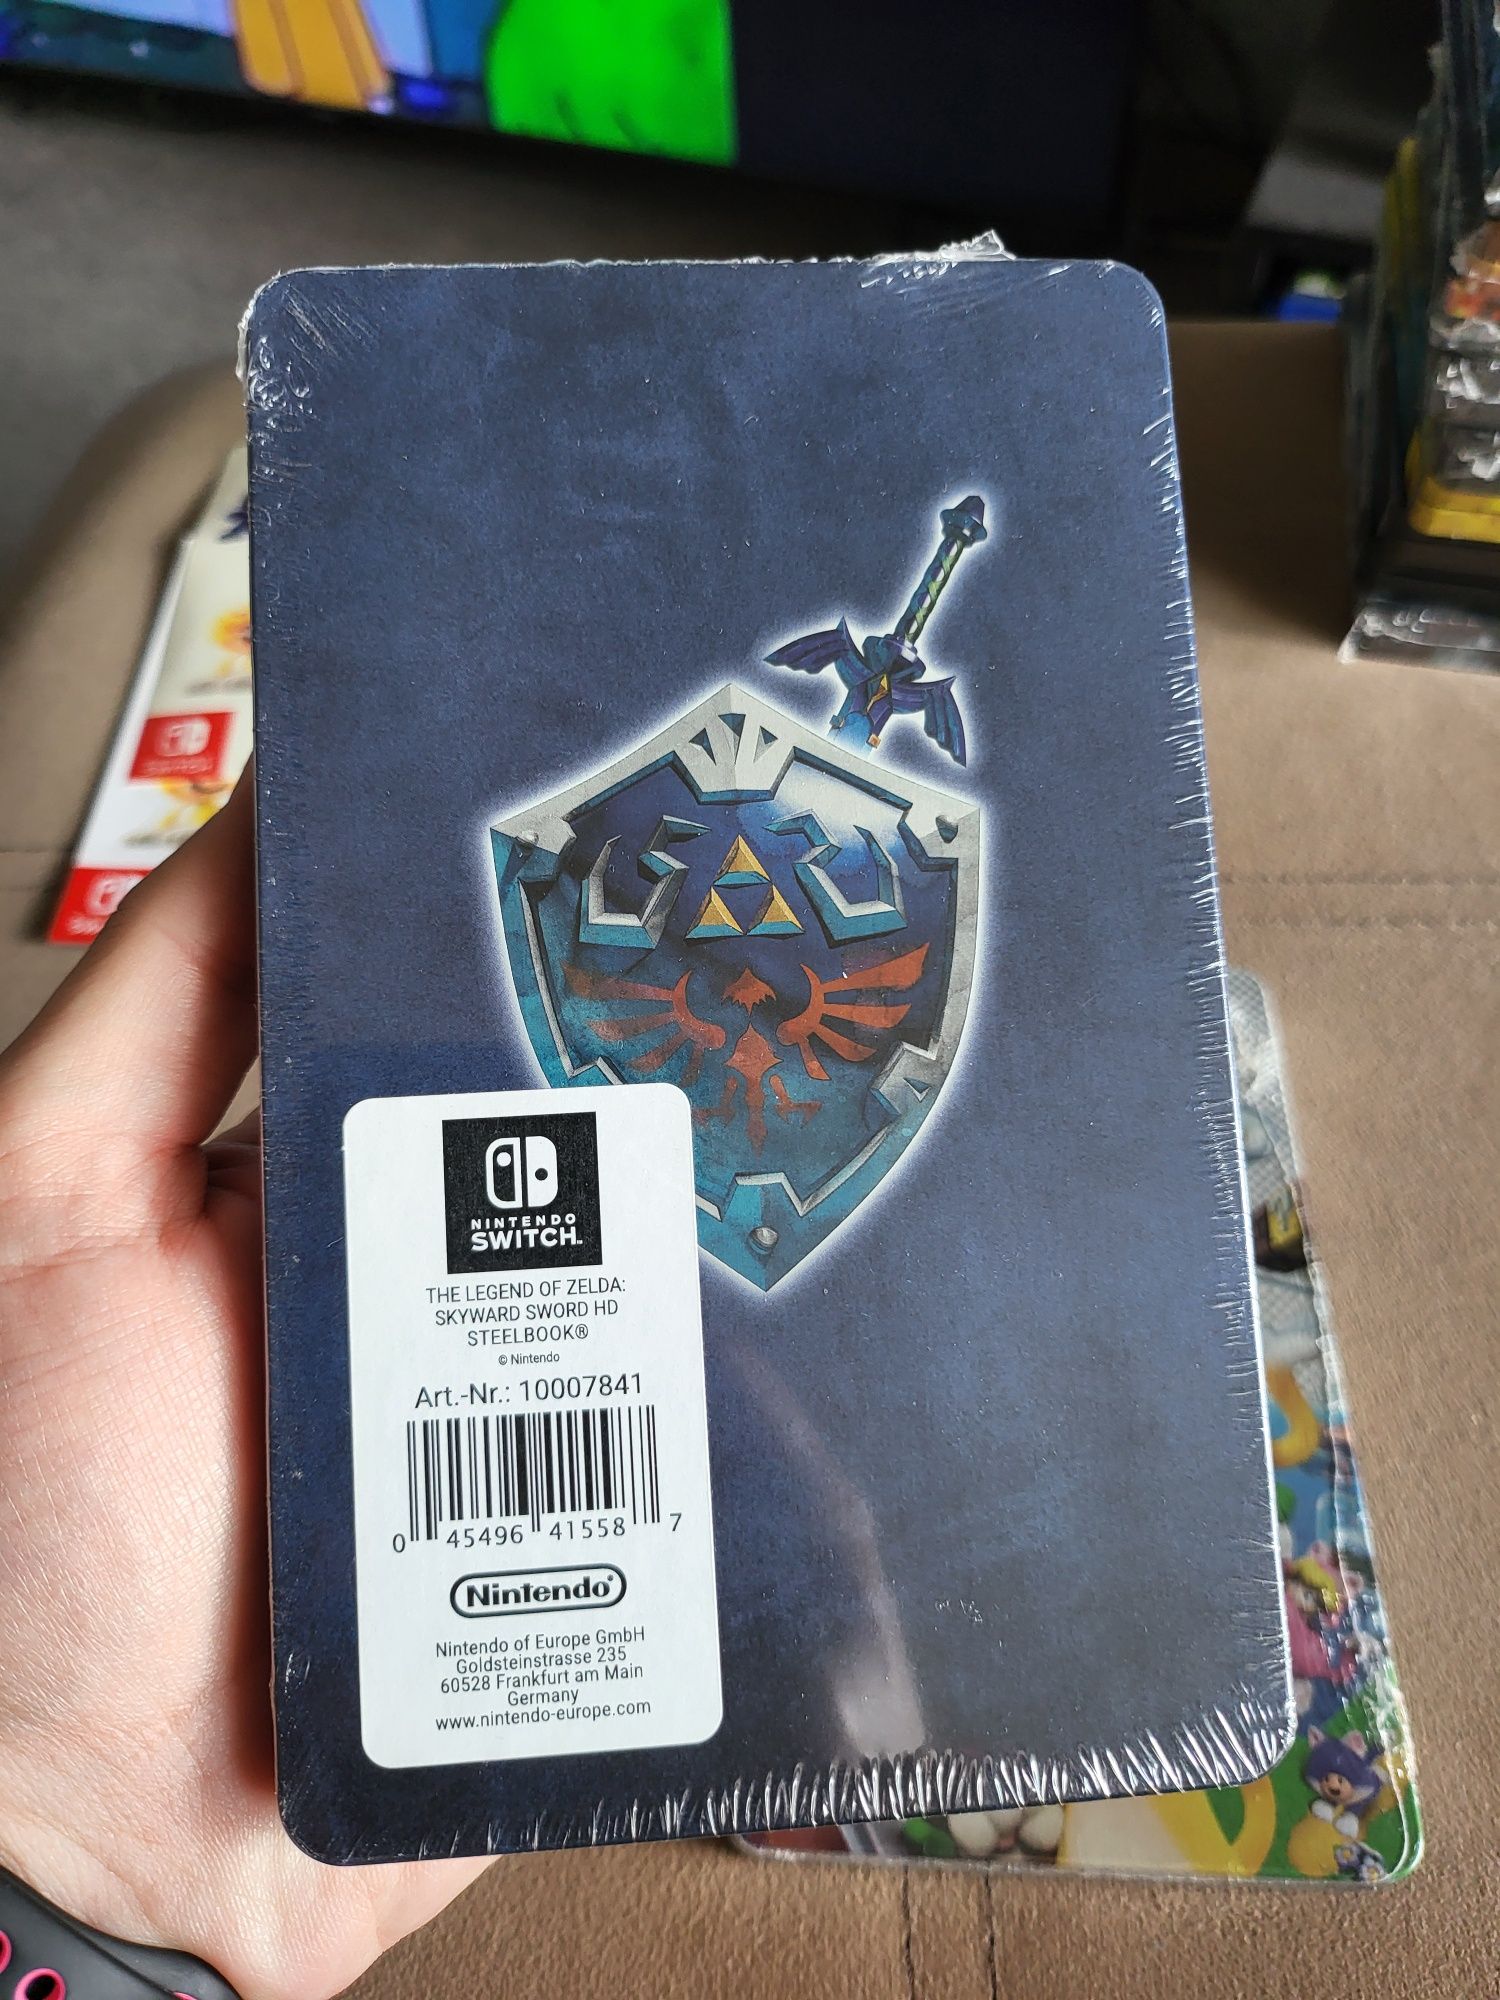 NINTENDO
SWITCH™
THE LEGEND OF ZELDA:
SKYWARD SWORD HD
STEELBOOK®
© Nintendo
Art.-Nr.: 10007841
0 45496 41558 7
Nintendo®
Nintendo of Europe GmbH
Goldsteinstrasse 235
60528 Frankfurt am Main
Germany
www.nintendo-europe.com